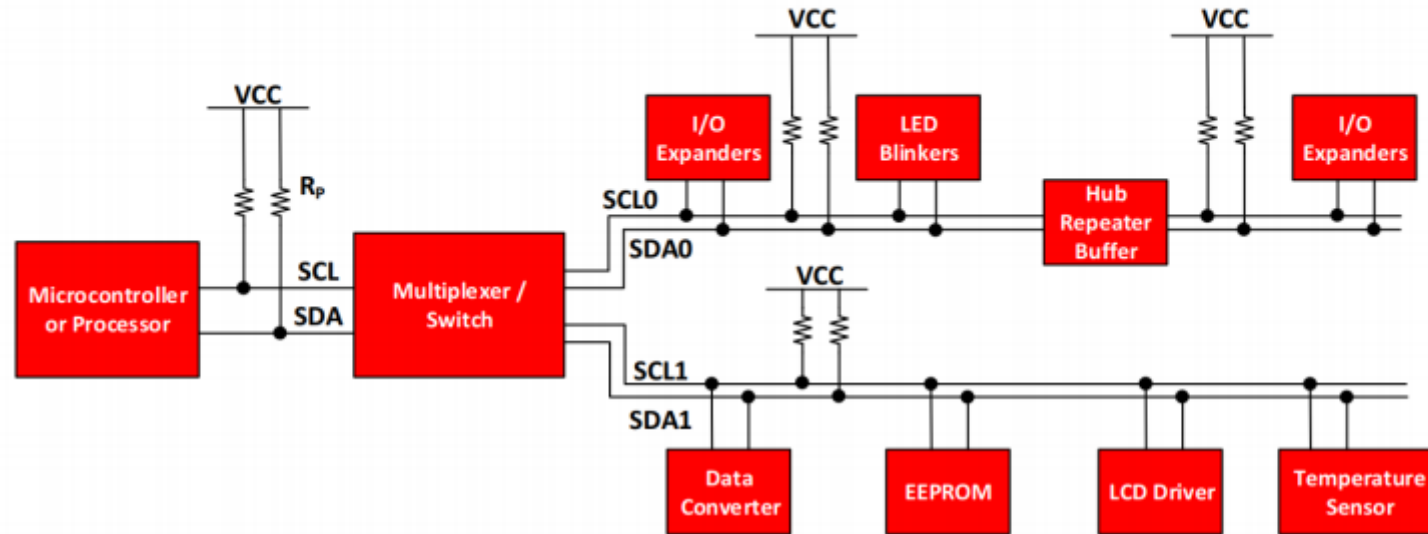 VCC
VCC
VCC
I/O
Expanders
LED
Blinkers
I/O
Expanders
R_P
SCL0
SDA0
Hub
Repeater
Buffer
Microcontroller
or Processor
SCL
SDA
Multiplexer /
Switch
VCC
SCL1
SDA1
Data
Converter
EEPROM
LCD Driver
Temperature
Sensor